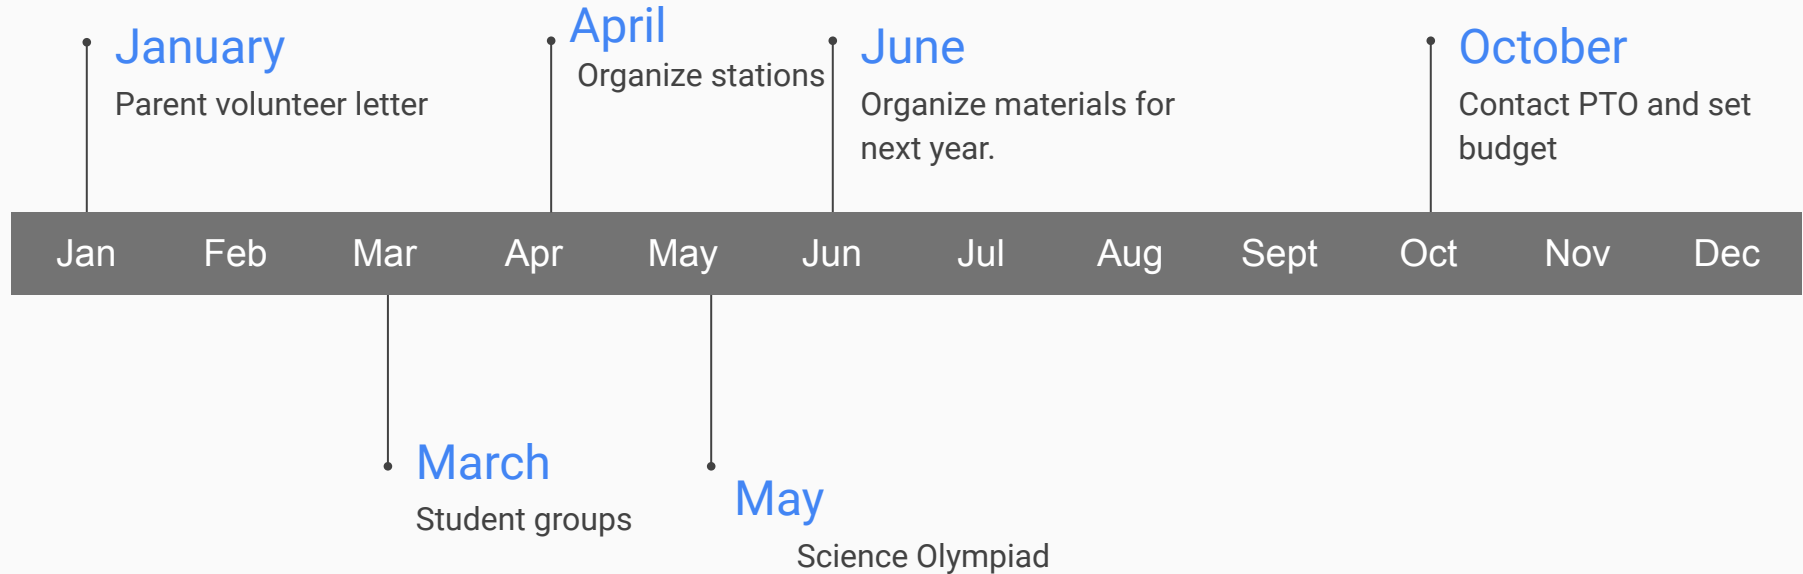 January
Parent volunteer letter
April
Organize stations
June
Organize materials for
next year.
October
Contact PTO and set
budget
Jan Feb Mar Apr May Jun Jul Aug Sept Oct Nov Dec
March
Student groups
May
Science Olympiad